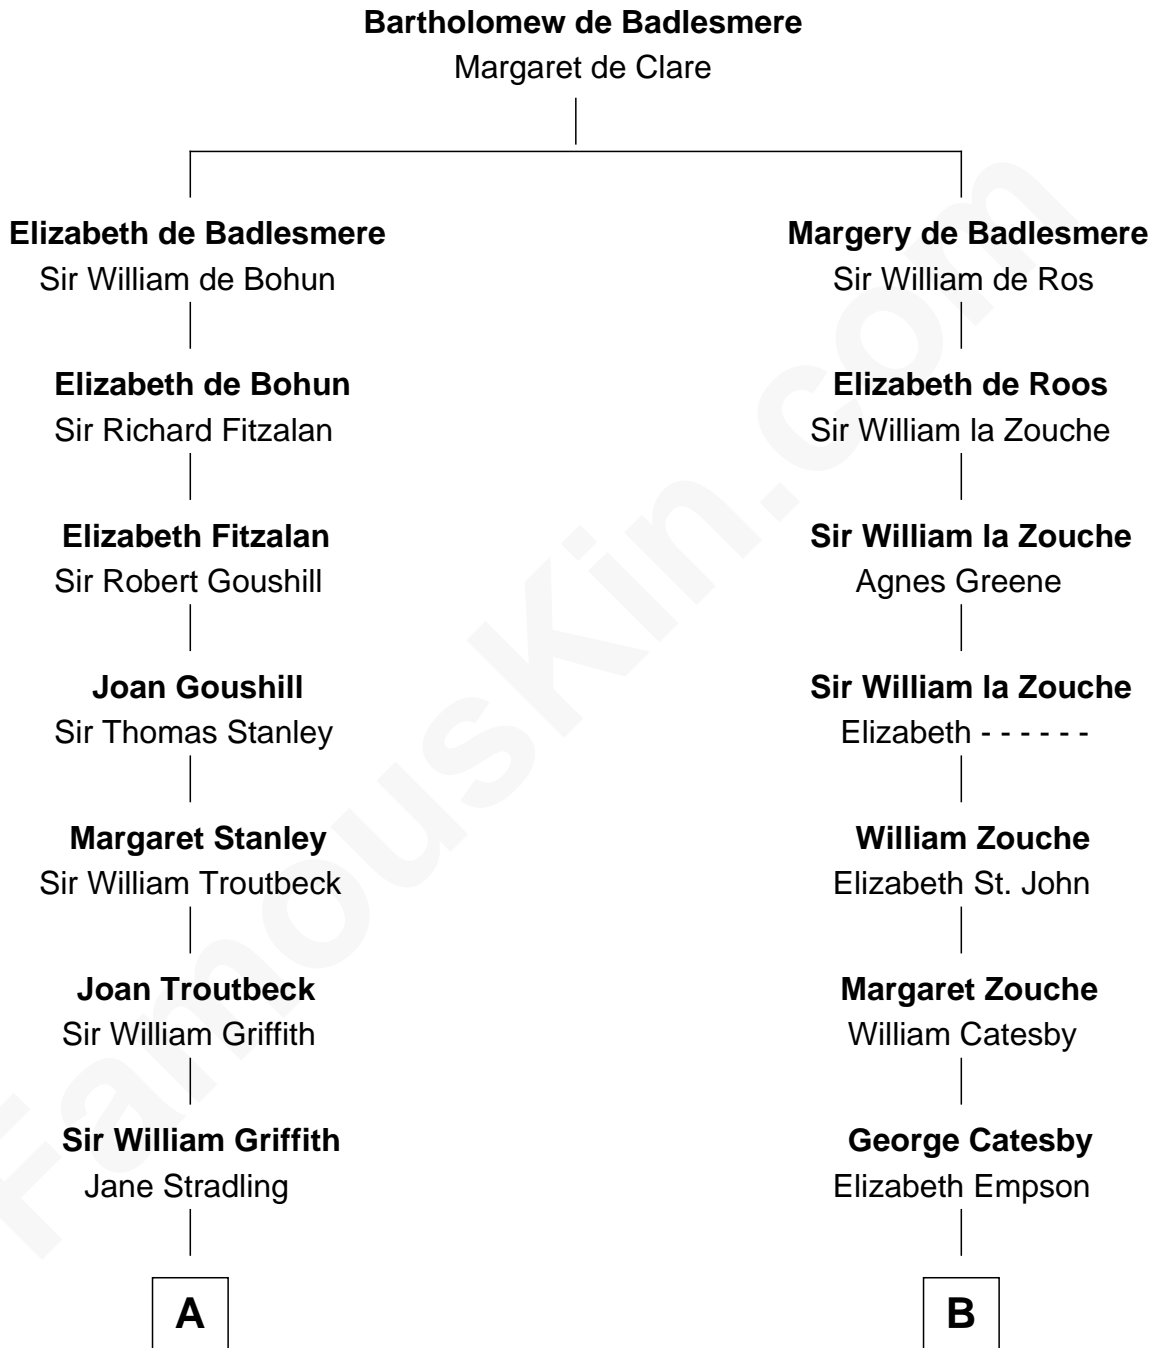 Bartholomew de Badlesmere
Margaret de Clare
Elizabeth de Badlesmere
Sir William de Bohun
Elizabeth de Bohun
Sir Richard Fitzalan
Elizabeth Fitzalan
Sir Robert Goushill
Joan Goushill
Sir Thomas Stanley
Margaret Stanley
Sir William Troutbeck
Joan Troutbeck
Sir William Griffith
Sir William Griffith
Jane Stradling
A
Margery de Badlesmere
Sir William de Ros
Elizabeth de Roos
Sir William la Zouche
Sir William la Zouche
Agnes Greene
Sir William la Zouche
Elizabeth - - - - - -
William Zouche
Elizabeth St. John
Margaret Zouche
William Catesby
George Catesby
Elizabeth Empson
B
FamousKin.com